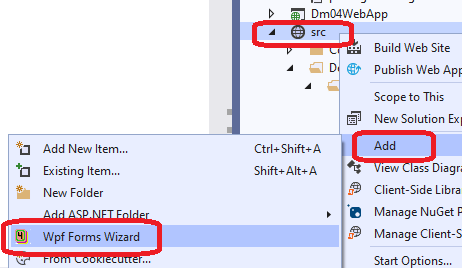 Dm04WebApp
src
Build Web Site
Publish Web App
Scope to This
New Solution Exp
Add
View Class Diagra
Client-Side Libra
Manage NuGet P
Manage
Start Options...
Add New Item... Ctrl+Shift+A
Existing Item... Shift+Alt+A
New Folder
Add ASP.NET Folder
Wpf Forms Wizard
From Cookiecutter...